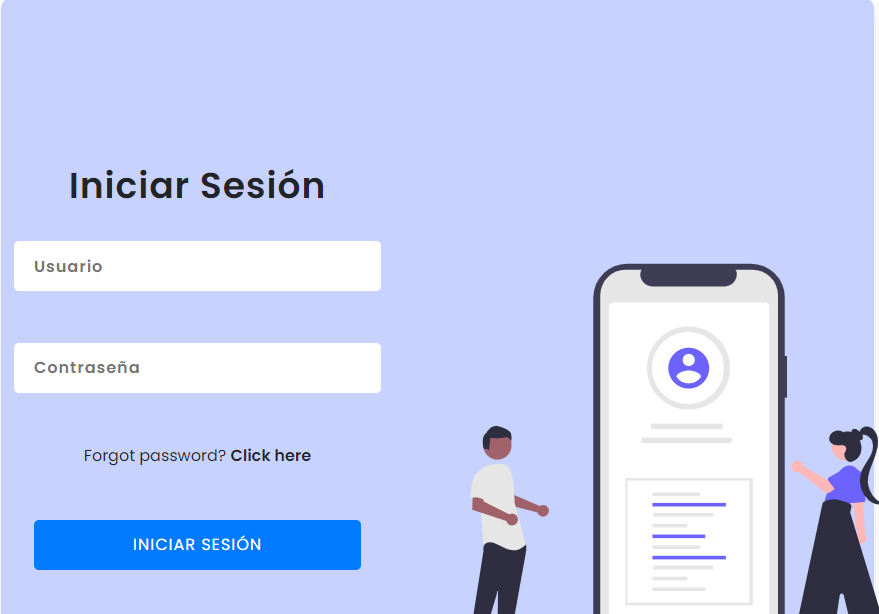 Iniciar Sesión
Usuario
Contraseña
Forgot password? Click here
INICIAR SESIÓN